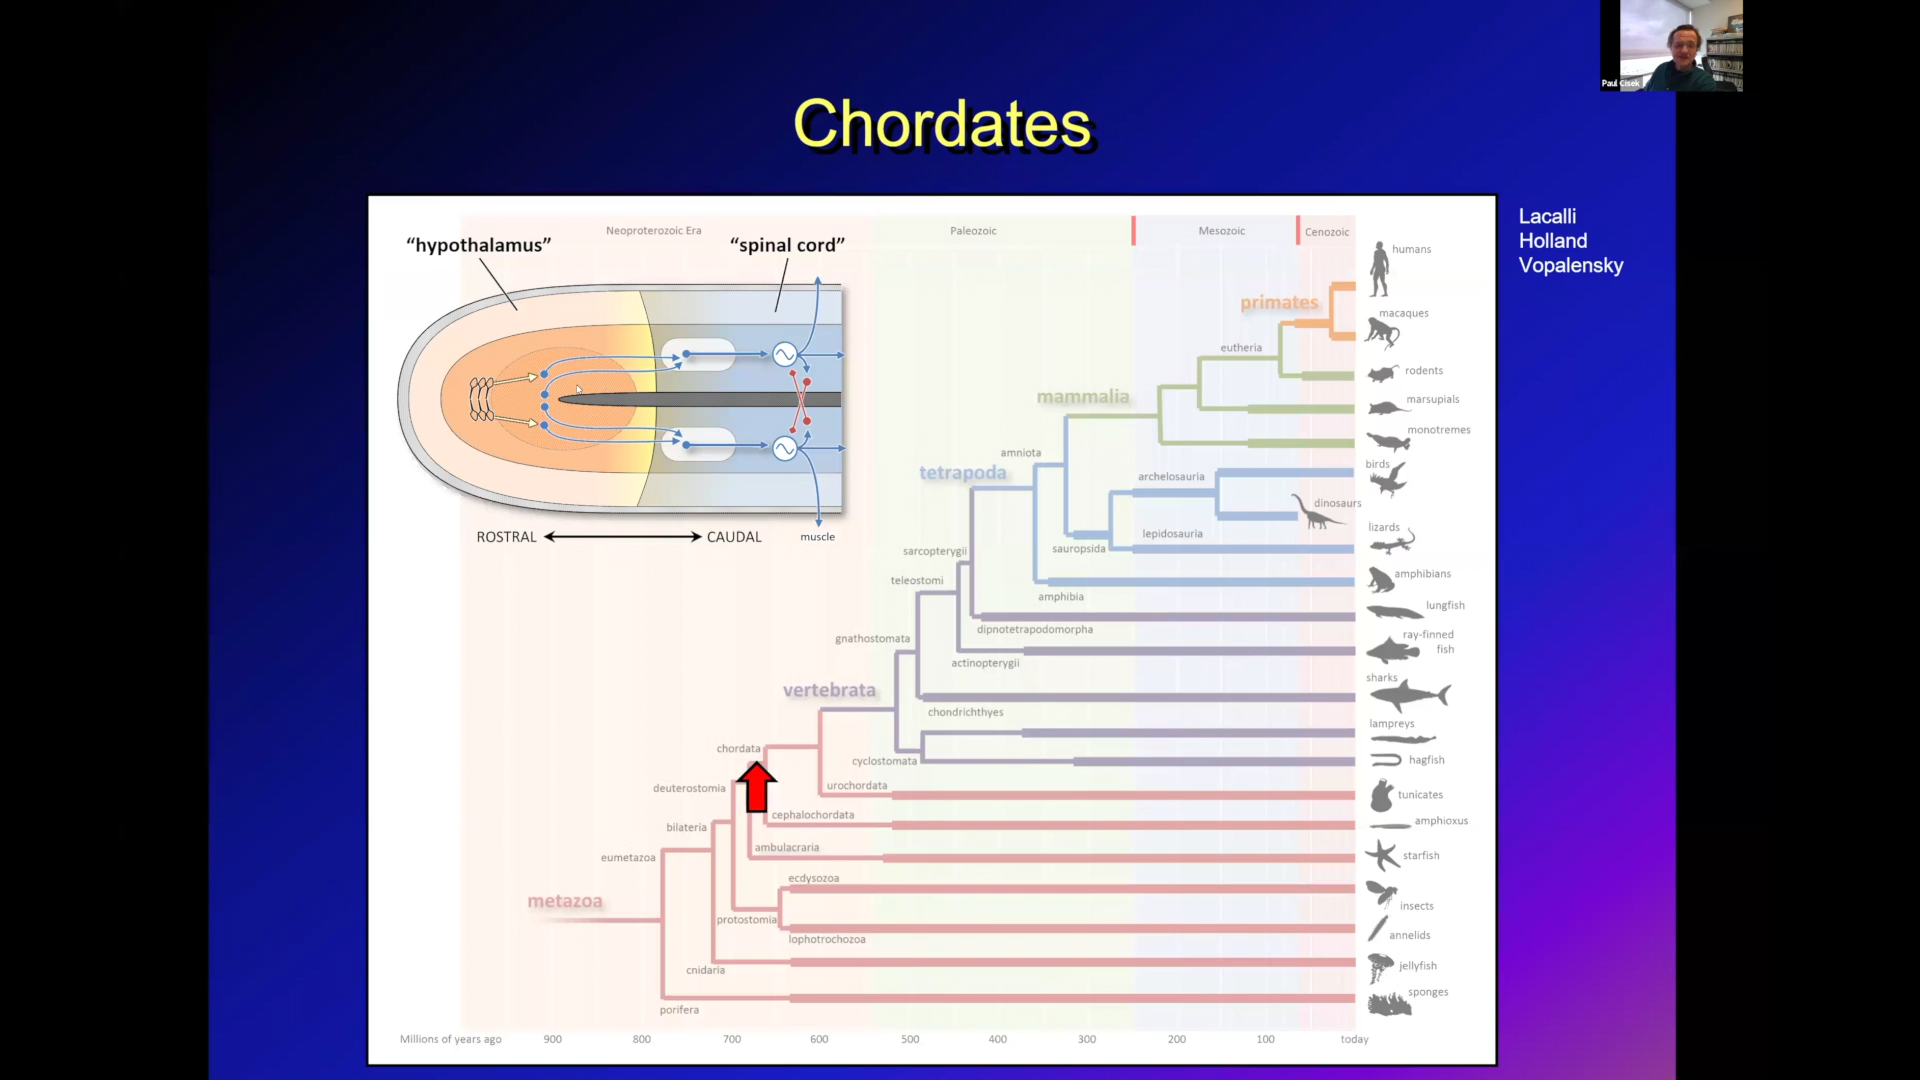 Paul Cisek
Chordates
Lacalli
Holland
Vopalensky
Neoproterozoic Era
Paleozoic
Mesozoic
Cenozoic
“hypothalamus”
“spinal cord”
ROSTRAL
CAUDAL
muscle
humans
primates
macaques
eutheria
rodents
mammalia
marsupials
monotremes
amniota
birds
tetrapoda
archelosauria
dinosaurs
lizards
lepidosauria
sauropsida
sarcopterygii
amphibians
teleostomi
amphibia
lungfish
dipnotetrapodomorpha
gnathostomata
ray-finned
fish
actinopterygii
sharks
vertebrata
chondrichthyes
lampreys
chordata
cyclostomata
hagfish
deuterostomia
urochordata
tunicates
cephalochordata
amphioxus
bilateria
ambulacraria
starfish
eumetazoa
ecdysozoa
metazoa
insects
protostomia
annelids
lophotrochozoa
cnidaria
jellyfish
sponges
porifera
Millions of years ago
900
800
700
600
500
400
300
200
100
today